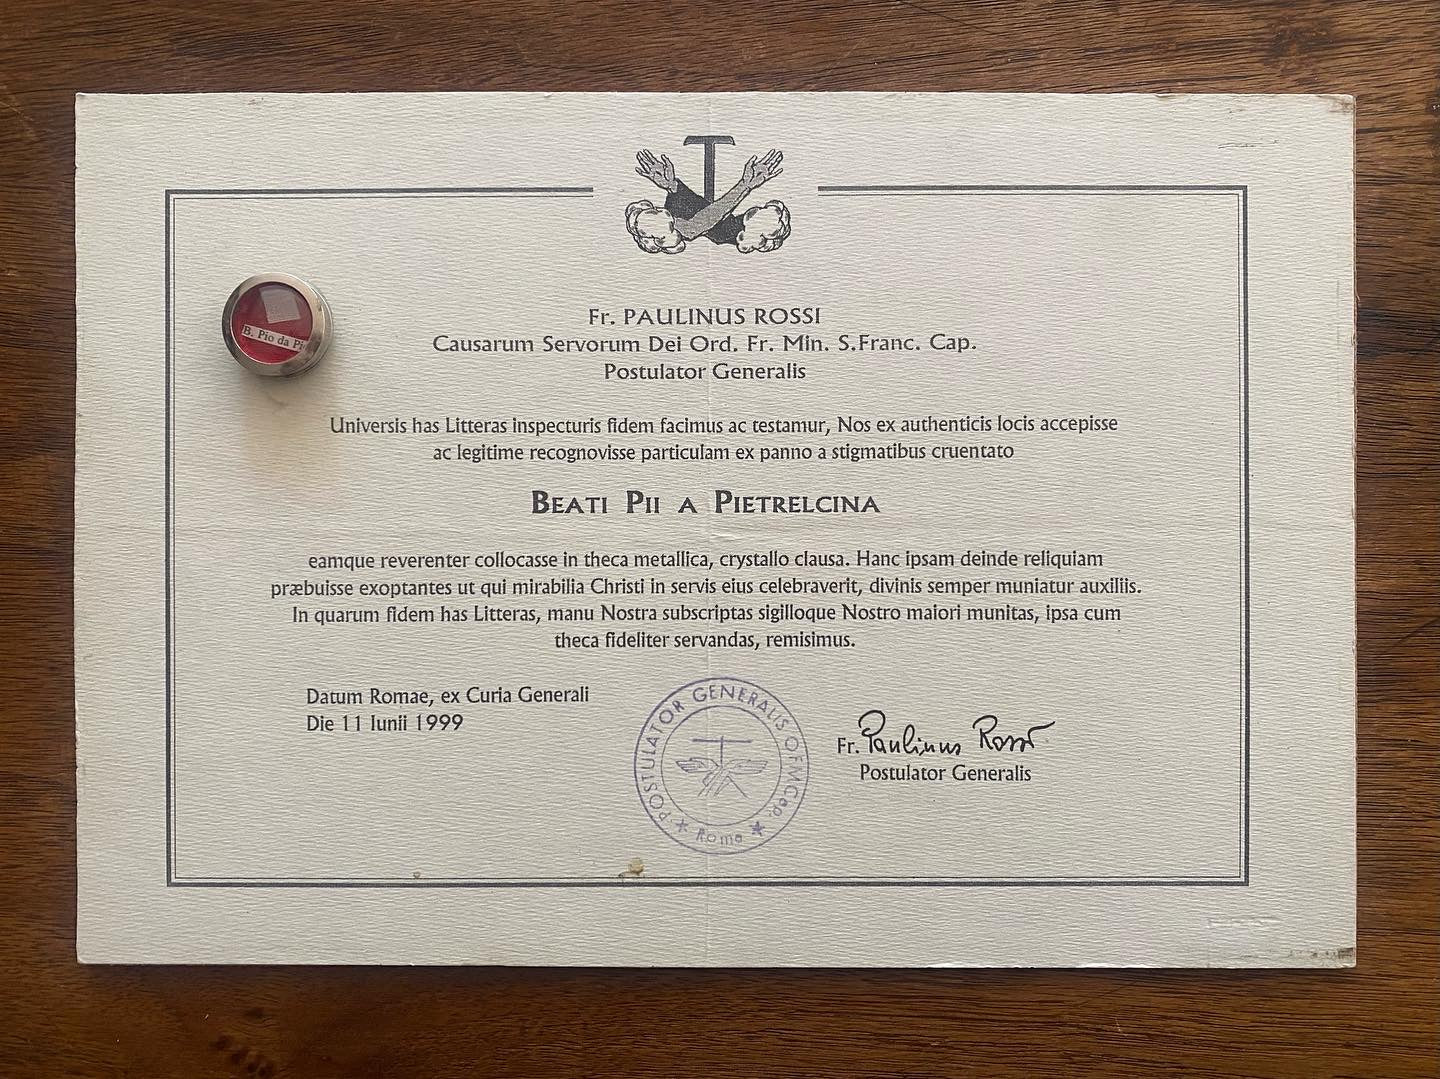 B. Pio da Pi
Fr. PAULINUS ROSSI
Causarum Servorum Dei Ord. Fr. Min. S.Franc. Cap.
Postulator Generalis
Universis has Litteras inspecturis fidem facimus ac testamur, Nos ex authenticis locis accepisse
ac legitime recognovisse particulam ex panno a stigmatibus cruentato
BEATI PII A PIETRELCINA
eamque reverenter collocasse in theca metallica, crystallo clausa. Hanc ipsam deinde reliquiam
præbuisse exoptantes ut qui mirabilia Christi in servis eius celebraverit, divinis semper muniatur auxiliis.
In quarum fidem has Litteras, manu Nostra subscriptas sigilloque Nostro maiori munitas, ipsa cum
theca fideliter servandas, remisimus.
Datum Romae, ex Curia Generali
Die 11 Iunii 1999
POSTULATOR GENERALIS OFMCap.
Roma
Fr. Paulinus Rossi
Postulator Generalis